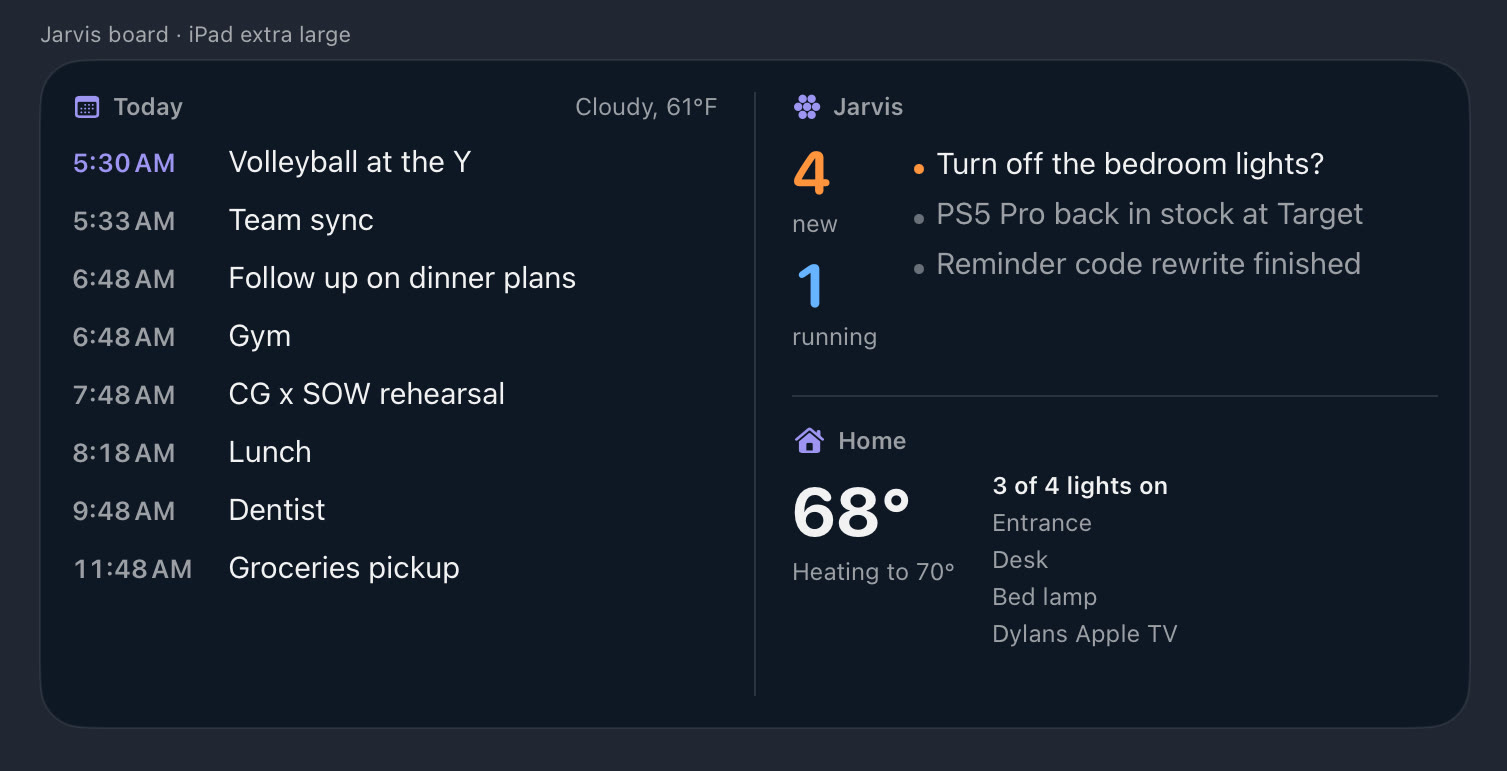 Jarvis board · iPad extra large
Today
Cloudy, 61°F
5:30 AM Volleyball at the Y
5:33 AM Team sync
6:48 AM Follow up on dinner plans
6:48 AM Gym
7:48 AM CG x SOW rehearsal
8:18 AM Lunch
9:48 AM Dentist
11:48 AM Groceries pickup
Jarvis
4
new
1
running
Turn off the bedroom lights?
PS5 Pro back in stock at Target
Reminder code rewrite finished
Home
68°
Heating to 70°
3 of 4 lights on
Entrance
Desk
Bed lamp
Dylans Apple TV